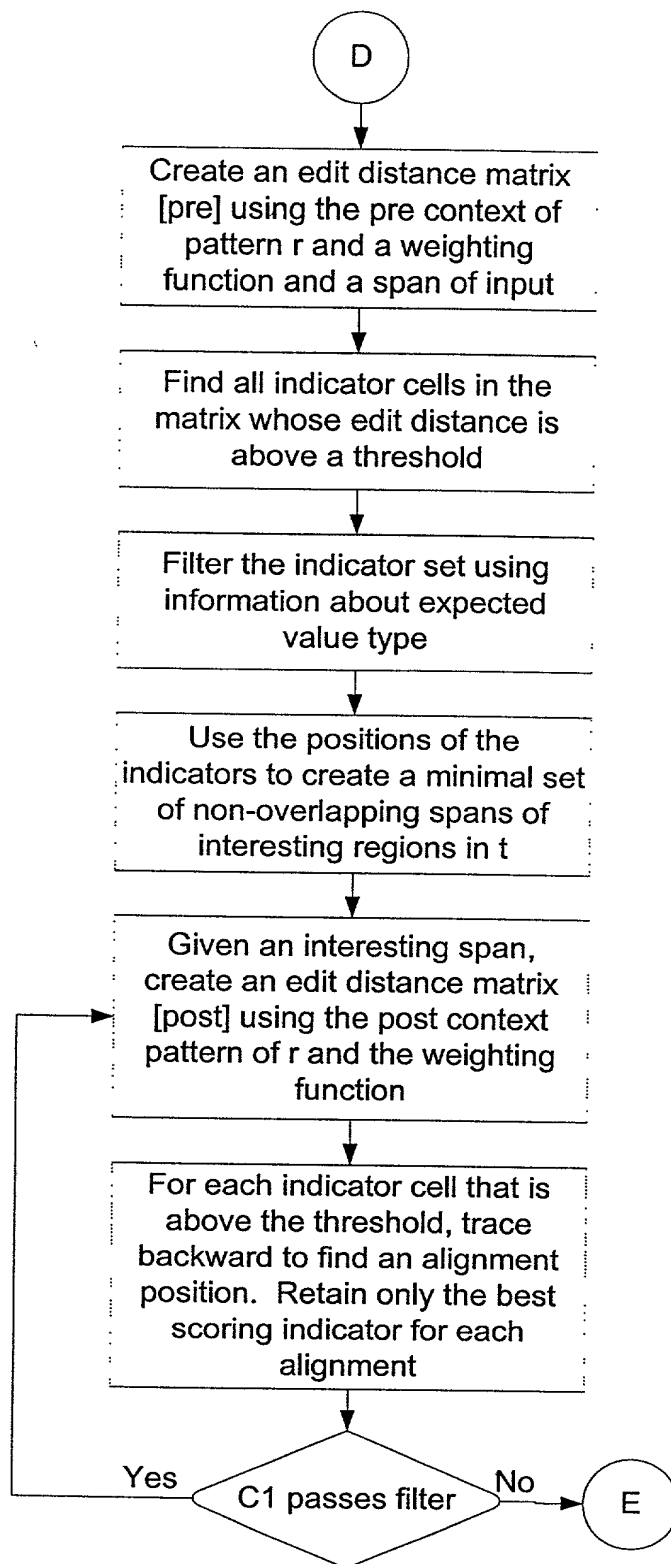 D
Create an edit distance matrix
[pre] using the pre context of
pattern r and a weighting
function and a span of input
Find all indicator cells in the
matrix whose edit distance is
above a threshold
Filter the indicator set using
information about expected
value type
Use the positions of the
indicators to create a minimal set
of non-overlapping spans of
interesting regions in t
Given an interesting span,
create an edit distance matrix
[post] using the post context
pattern of r and the weighting
function
For each indicator cell that is
above the threshold, trace
backward to find an alignment
position. Retain only the best
scoring indicator for each
alignment
Yes
C1 passes filter
No
E